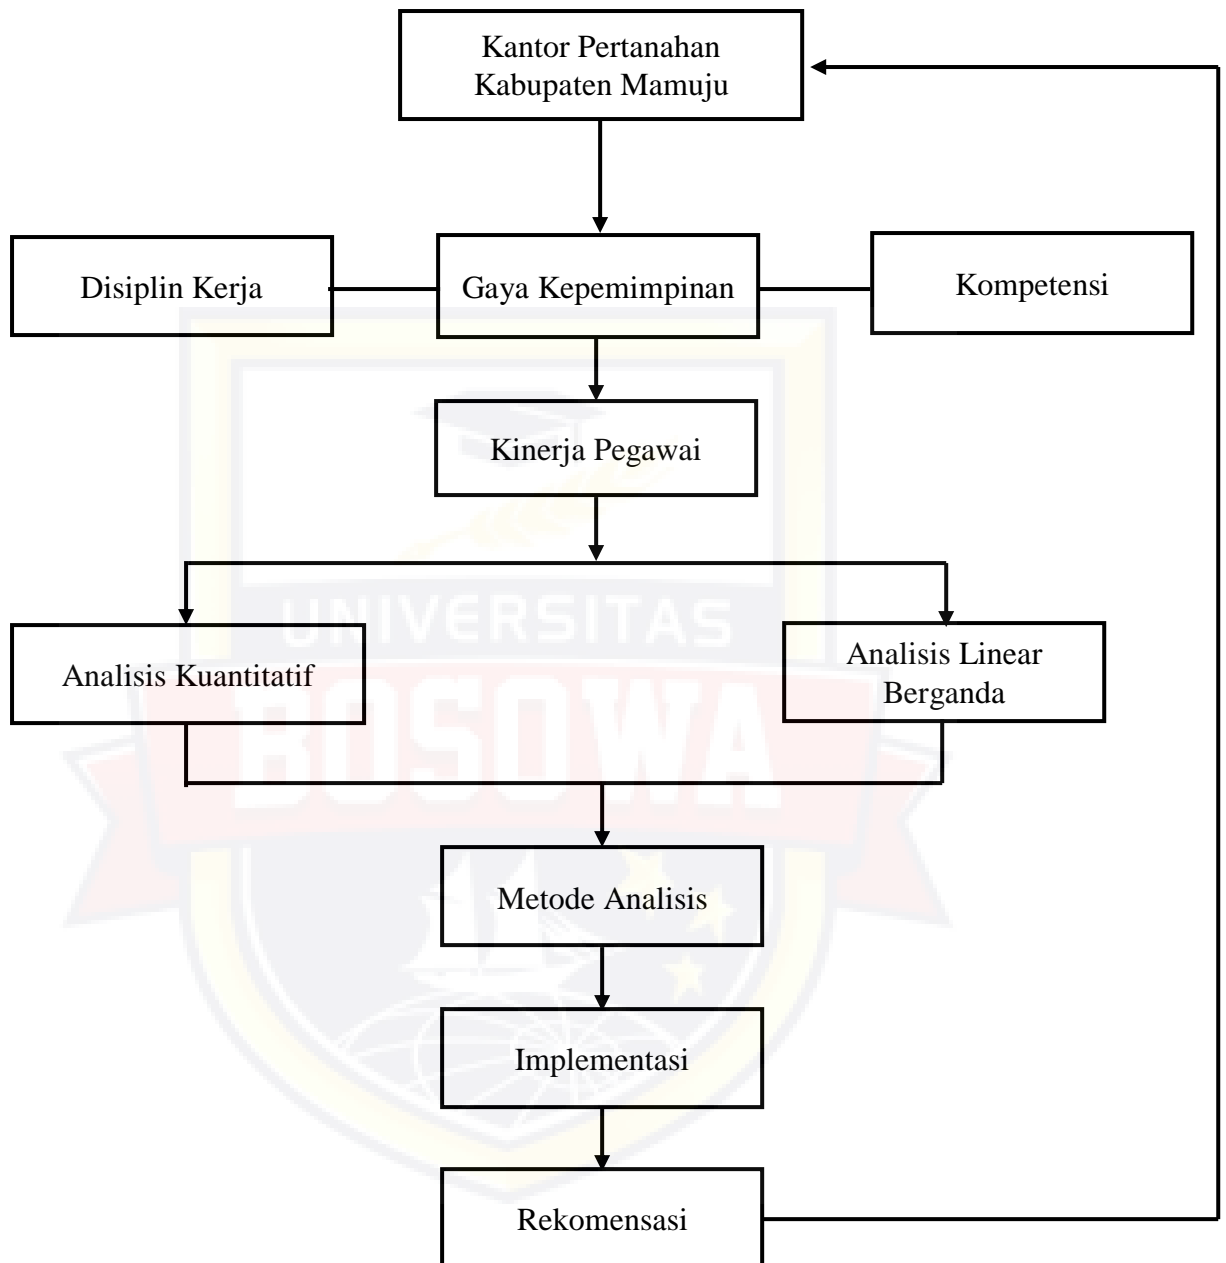 Kantor Pertanahan
Kabupaten Mamuju
Disiplin Kerja
Gaya Kepemimpinan
Kompetensi
Kinerja Pegawai
UNIVERSITAS
Analisis Kuantitatif
Analisis Linear
Berganda
BOSOWA
Metode Analisis
Implementasi
Rekomensasi